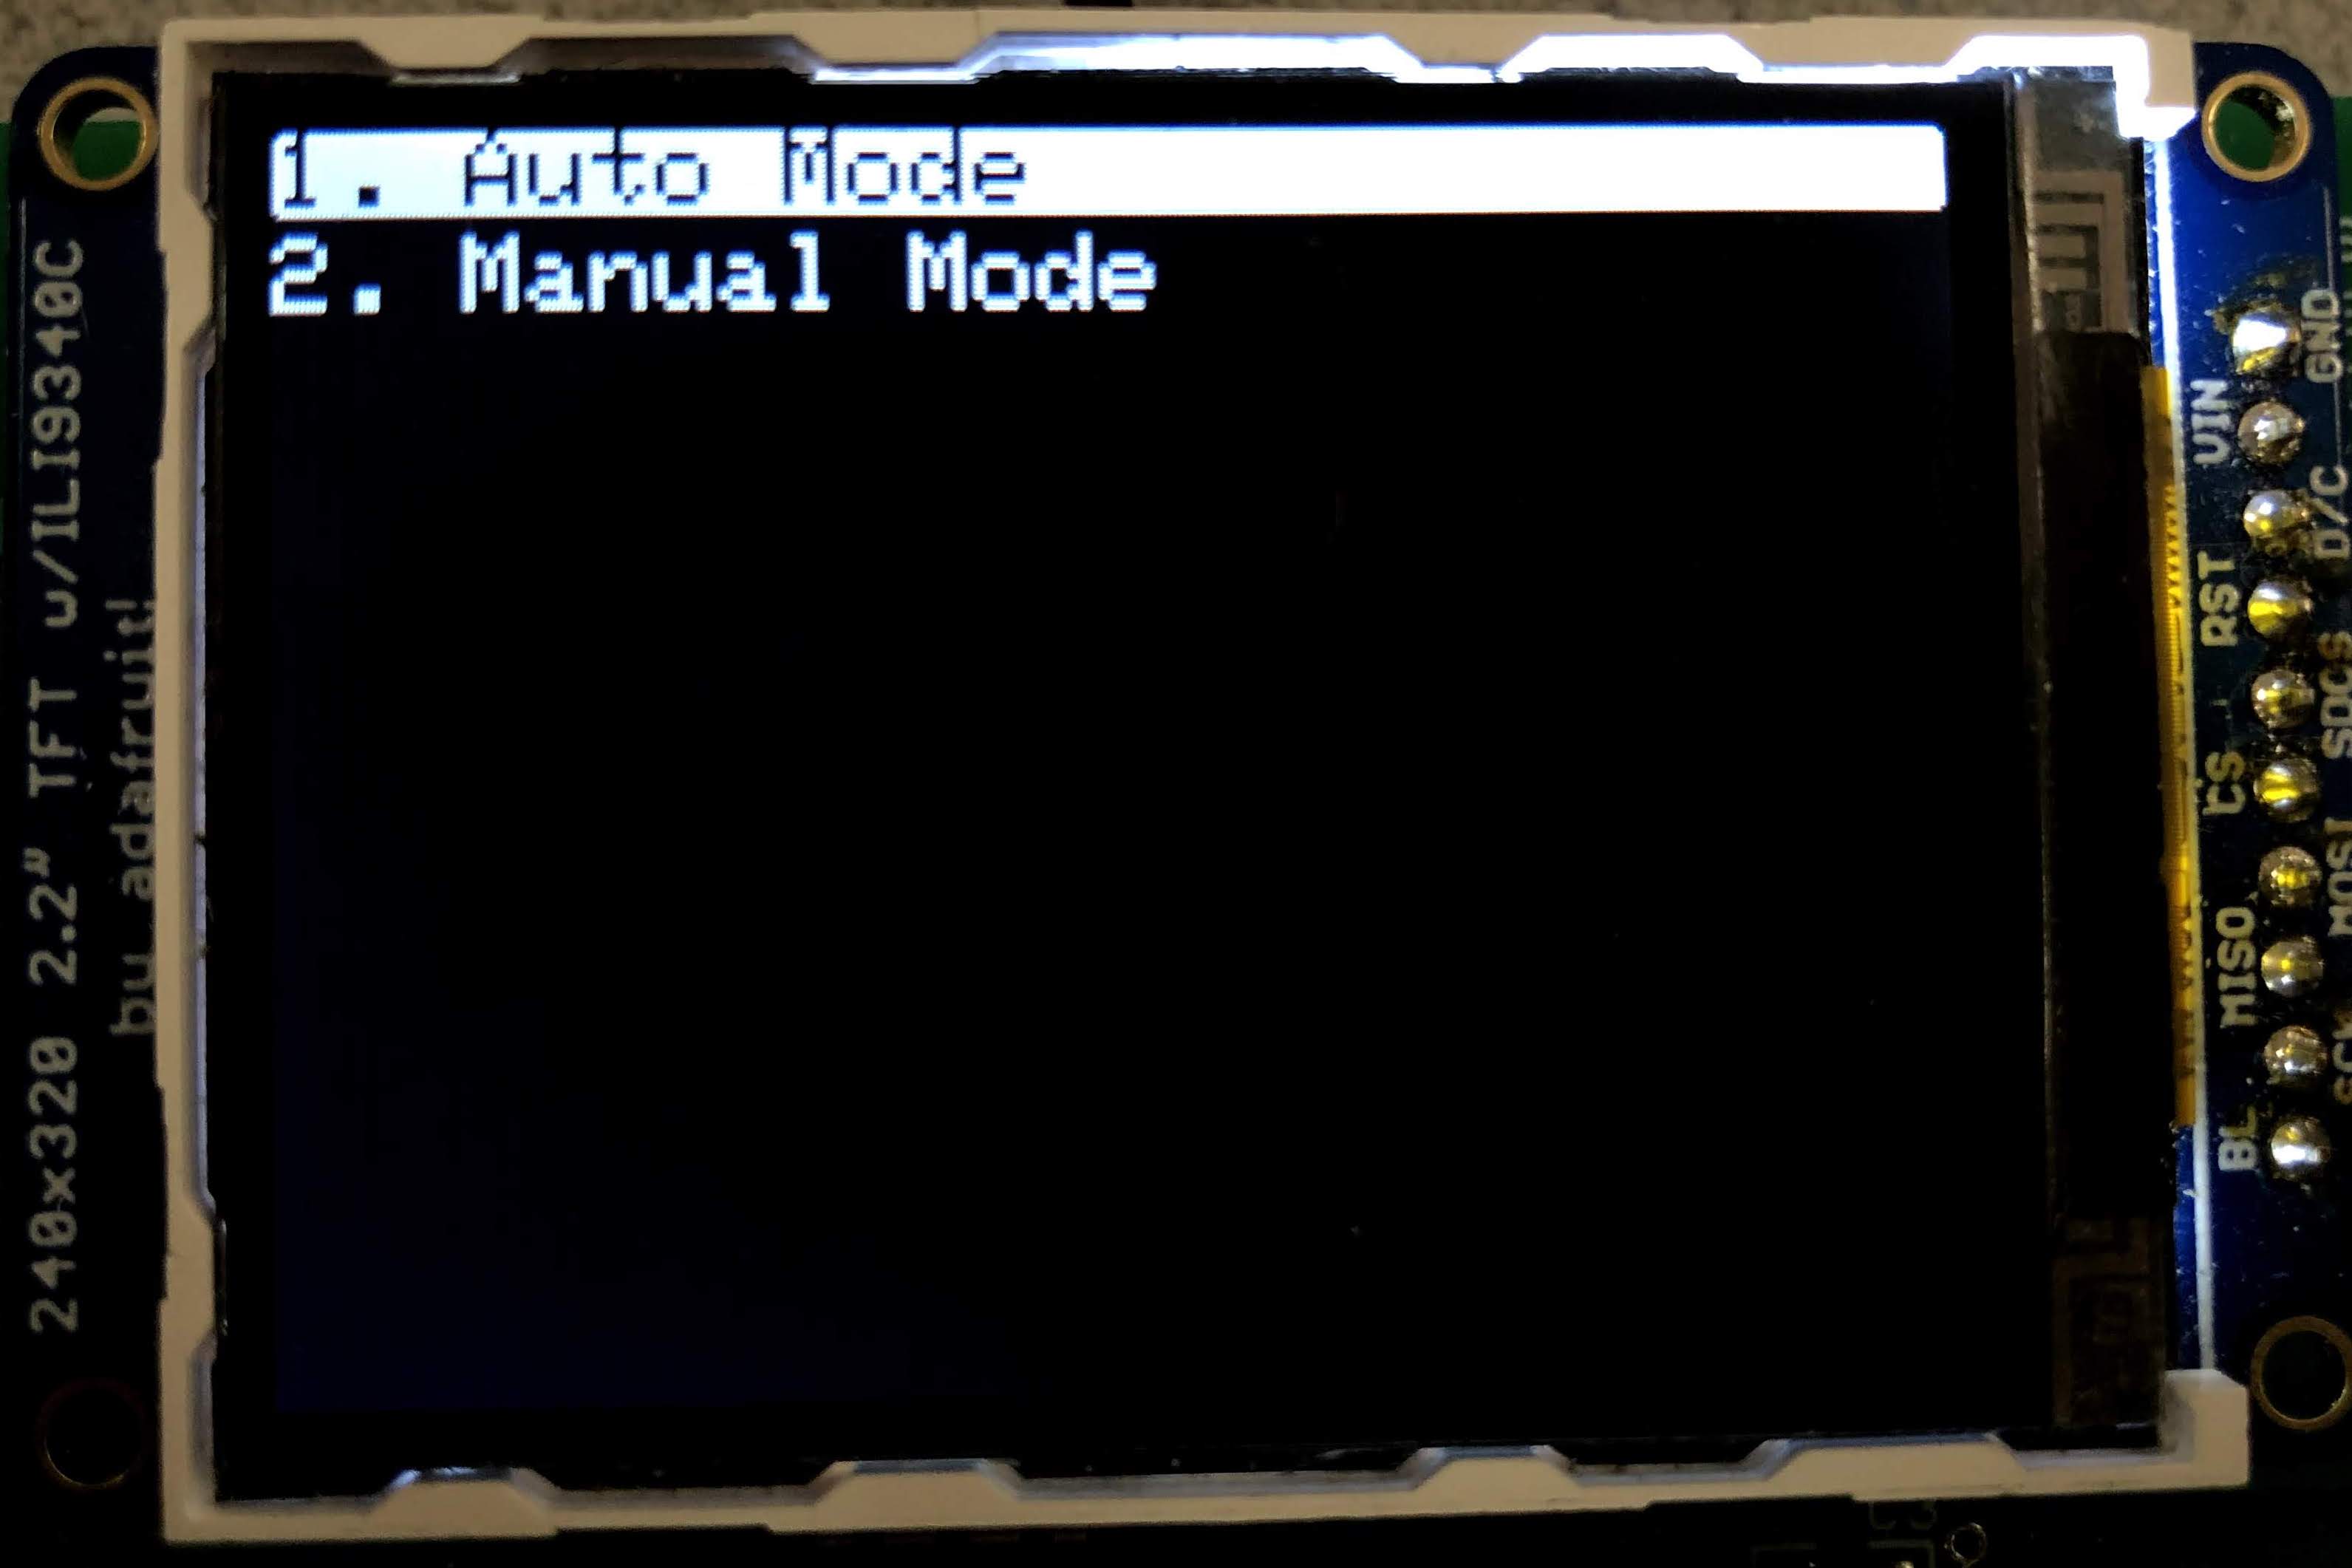 1. Auto Mode
2. Manual Mode
240x320 2.2" TFT w/ILI9340C
by adafruit!
GND
VIN
D/C
RST
SDCS
CS
MOSI
MISO
BL